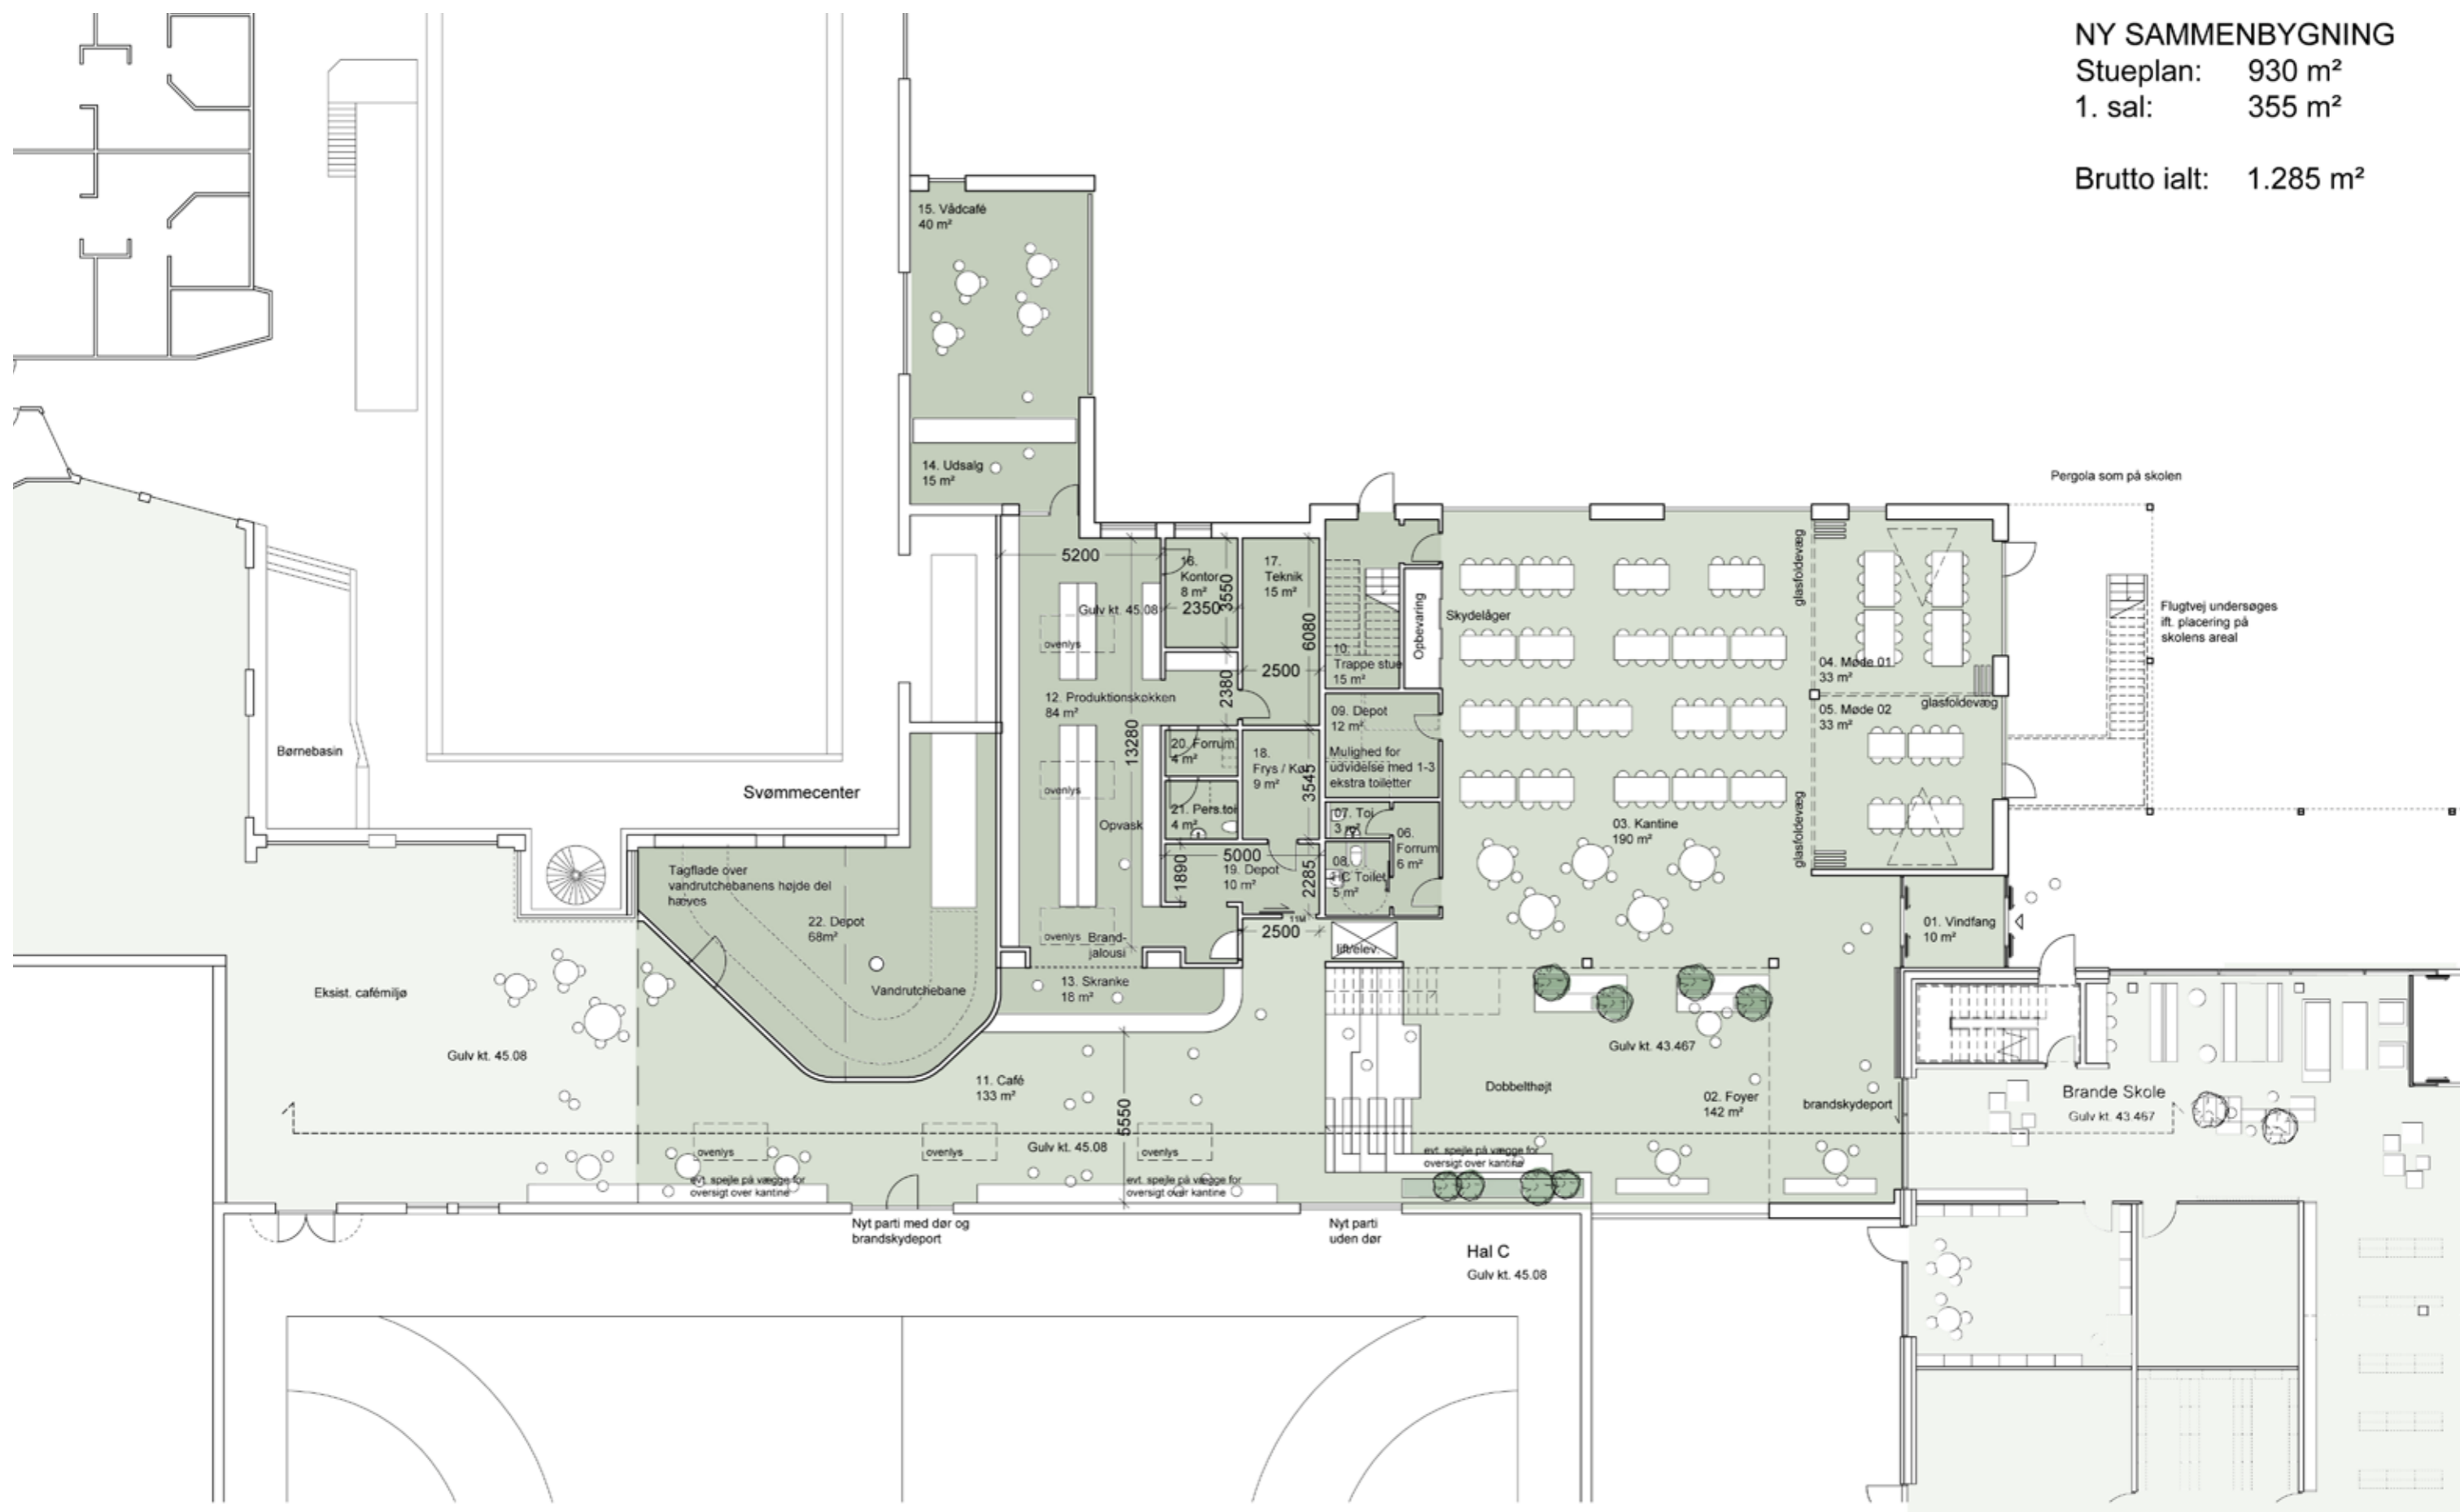 NY SAMMENBYGNING
Stueplan: 930 m²
1. sal: 355 m²
Brutto ialt: 1.285 m²
15. Vådcafé
40 m²
14. Udsalg
15 m²
Pergola som på skolen
Flugtvej undersøges
ift. placering på
skolens areal
5200
16.
Kontor
8 m²
2350
3550
17.
Teknik
15 m²
6080
2500
2380
Gulv kt. 45.08
ovenlys
12. Produktionskøkken
84 m²
13280
ovenlys
Opvask
ovenlys
Brand-
jalousi
10.
Trappe stue
15 m²
Opbevaring
Skydelåger
glasfoldevæg
04. Møde 01
33 m²
glasfoldevæg
05. Møde 02
33 m²
glasfoldevæg
09. Depot
12 m²
Mulighed for
udvidelse med 1-3
ekstra toiletter
20. Forrum
4 m²
18.
Frys / Køl
9 m²
3545
21. Pers.toi
4 m²
07. Toi
3 m²
06.
Forrum
6 m²
08.
HC Toilet
5 m²
5000
19. Depot
10 m²
1890
2285
11M
2500
lift/elev.
03. Kantine
190 m²
01. Vindfang
10 m²
Børnebasin
Svømmecenter
Tagflade over
vandrutchebanens højde del
hæves
22. Depot
68m²
Vandrutchebane
13. Skranke
18 m²
Eksist. cafémiljø
Gulv kt. 45.08
11. Café
133 m²
5550
Gulv kt. 45.08
ovenlys
ovenlys
ovenlys
evt. spejle på vægge for
oversigt over kantine
evt. spejle på vægge for
oversigt over kantine
evt. spejle på vægge for
oversigt over kantine
Gulv kt. 43.467
Dobbelthøjt
02. Foyer
142 m²
brandskydeport
Brande Skole
Gulv kt. 43.467
Nyt parti med dør og
brandskydeport
Nyt parti
uden dør
Hal C
Gulv kt. 45.08